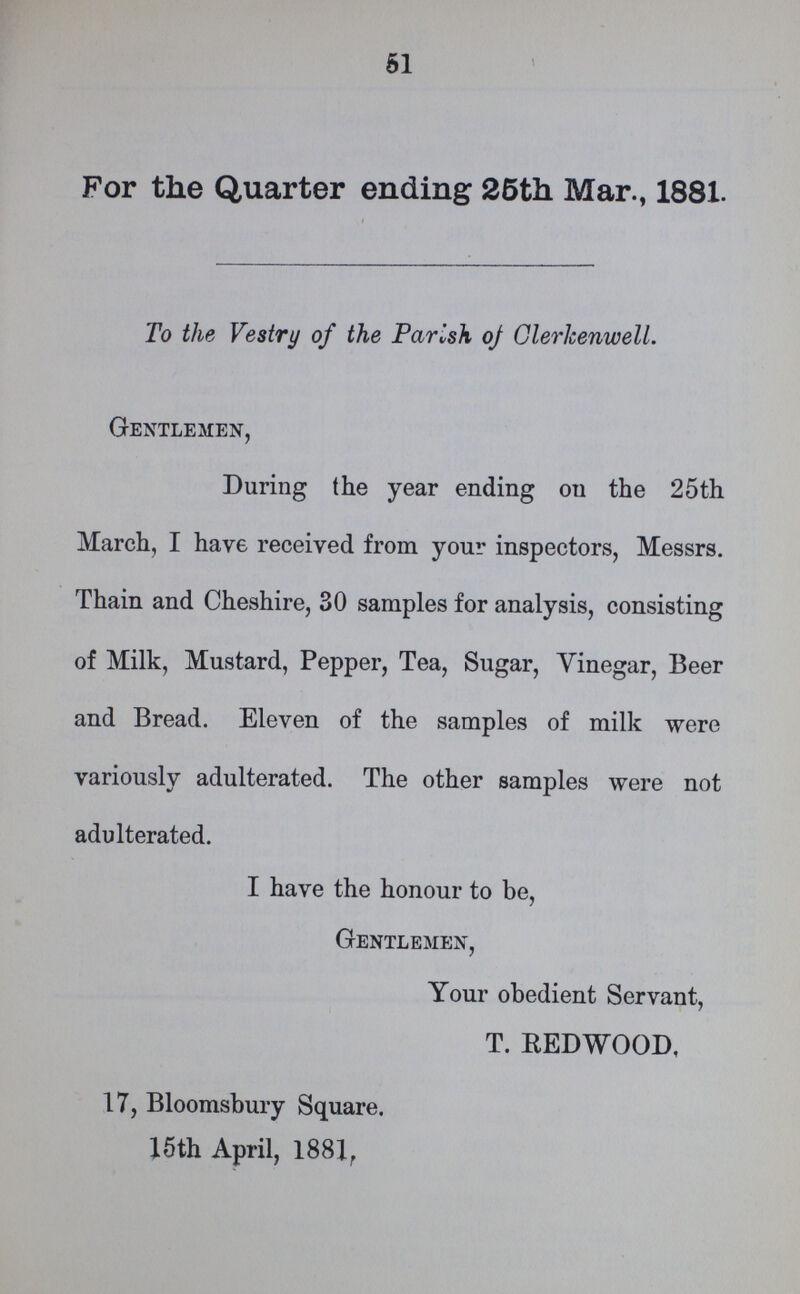 51
For the Quarter ending 25th Mar., 1881.
To the Vestry of the Parish of Clerkenwell.
GENTLEMEN,
During the year ending on the 25th
March, I have received from your inspectors, Messrs.
Thain and Cheshire, 30 samples for analysis, consisting
of Milk, Mustard, Pepper, Tea, Sugar, Vinegar, Beer
and Bread. Eleven of the samples of milk were
variously adulterated. The other samples were not
adulterated.
I have the honour to be,
GENTLEMEN,
Your obedient Servant,
T. REDWOOD.
17, Bloomsbury Square.
15th April, 1881,